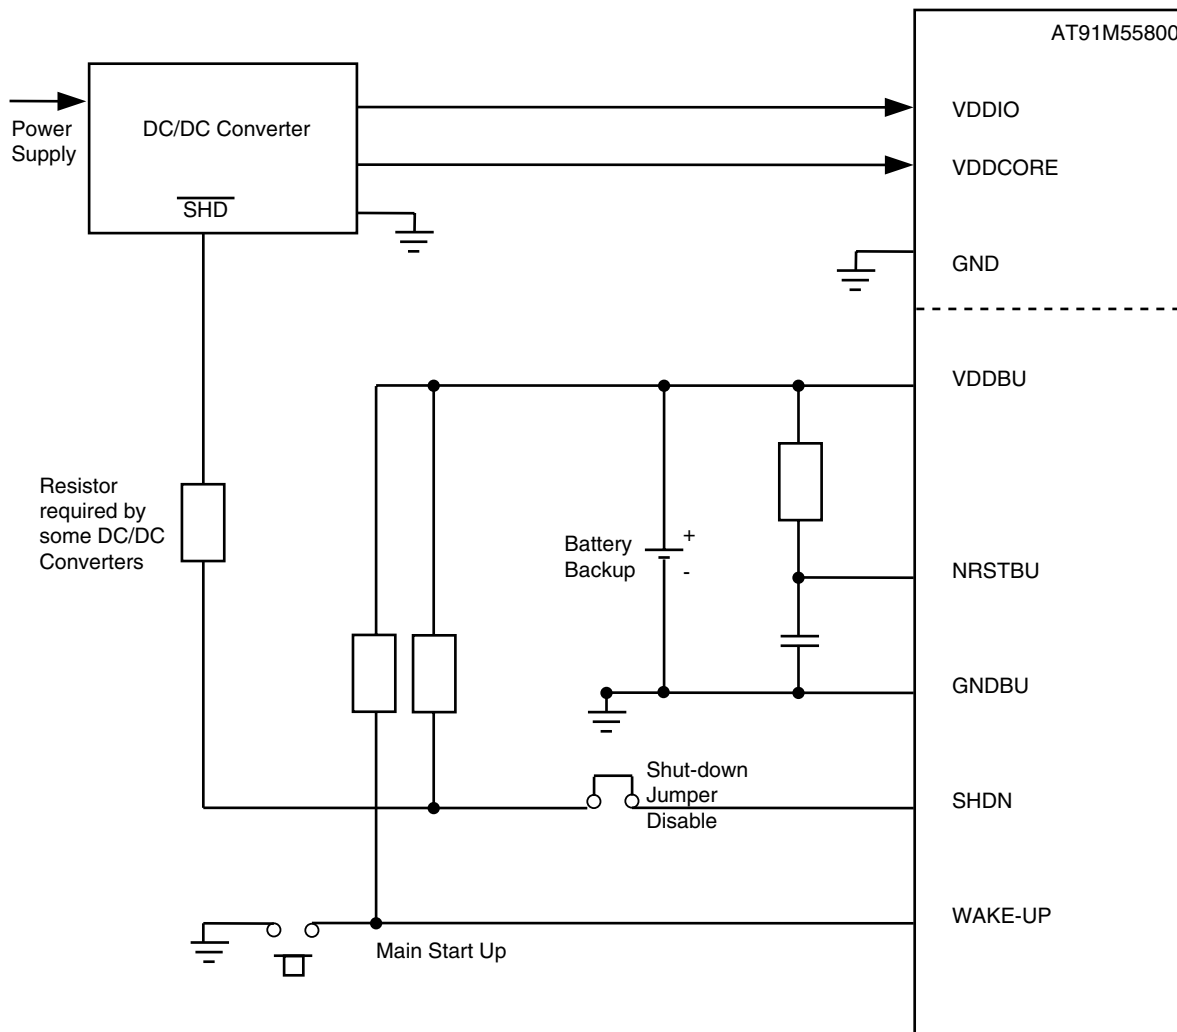 AT91M55800
Power
Supply
DC/DC Converter
SHD
VDDIO
VDDCORE
GND
VDDBU
Resistor
required by
some DC/DC
Converters
Battery
Backup
+
-
NRSTBU
GNDBU
Shut-down
Jumper
Disable
SHDN
WAKE-UP
Main Start Up